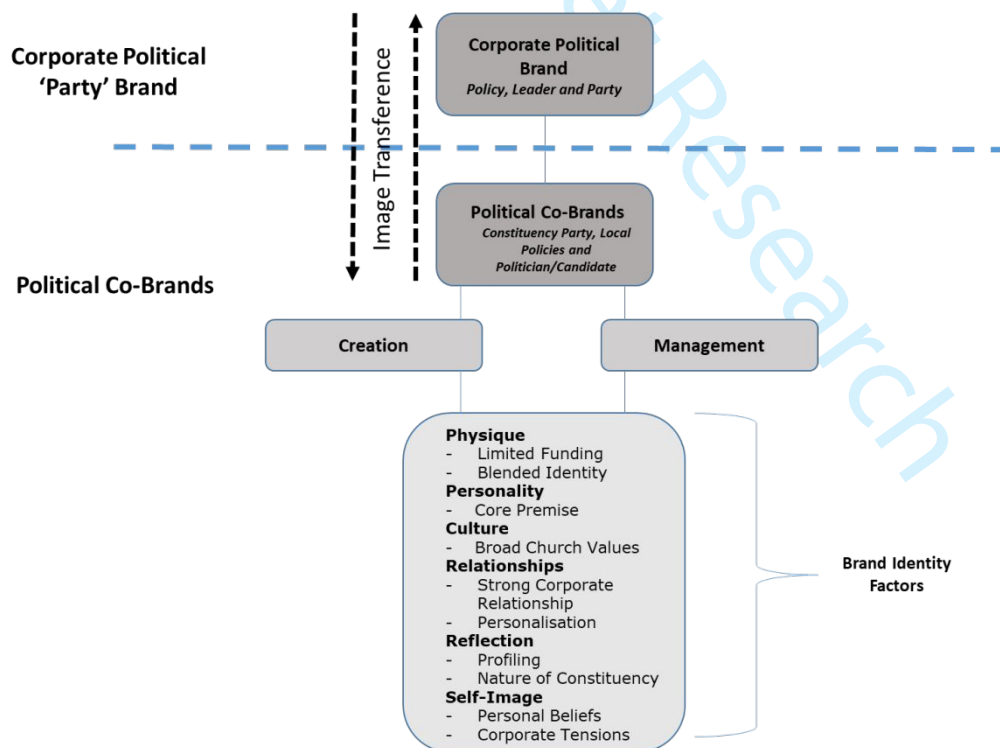 Corporate Political
'Party' Brand
Image Transference
Corporate Political
Brand
Policy, Leader and Party
Political Co-Brands
Political Co-Brands
Constituency Party, Local
Policies and
Politician/Candidate
Creation
Management
Physique
- Limited Funding
- Blended Identity
Personality
- Core Premise
Culture
- Broad Church Values
Relationships
- Strong Corporate
Relationship
- Personalisation
Reflection
- Profiling
- Nature of Constituency
Self-Image
- Personal Beliefs
- Corporate Tensions
Brand Identity
Factors
Research